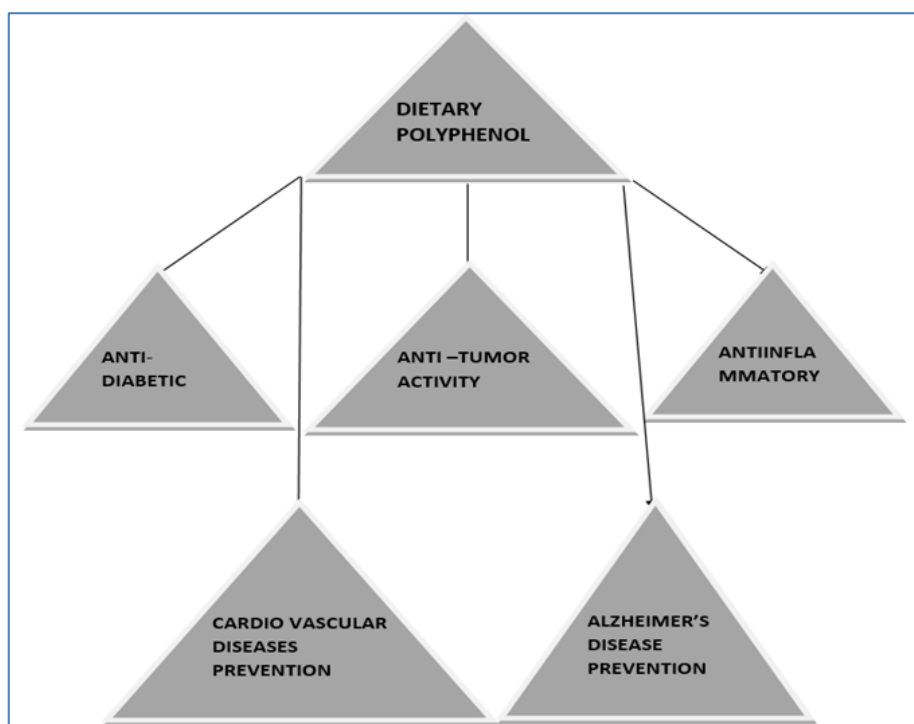 DIETARY
POLYPHENOL
ANTI-
DIABETIC
ANTI –TUMOR
ACTIVITY
ANTIINFLA
MMATORY
CARDIO VASCULAR
DISEASES
PREVENTION
ALZHEIMER’S
DISEASE
PREVENTION